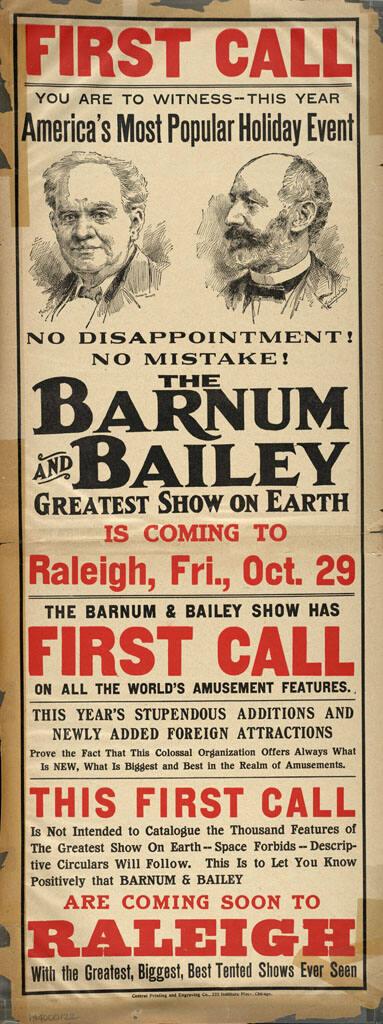 FIRST CALL
YOU ARE TO WITNESS--THIS YEAR
America's Most Popular Holiday Event
NO DISAPPOINTMENT!
NO MISTAKE!
THE
BARNUM
AND BAILEY
GREATEST SHOW ON EARTH
IS COMING TO
Raleigh, Fri., Oct. 29
THE BARNUM & BAILEY SHOW HAS
FIRST CALL
ON ALL THE WORLD'S AMUSEMENT FEATURES.
THIS YEAR'S STUPENDOUS ADDITIONS AND
NEWLY ADDED FOREIGN ATTRACTIONS
Prove the Fact That This Colossal Organization Offers Always What
Is NEW, What Is Biggest and Best in the Realm of Amusements.
THIS FIRST CALL
Is Not Intended to Catalogue the Thousand Features of
The Greatest Show On Earth--Space Forbids--Descrip-
tive Circulars Will Follow. This Is to Let You Know
Positively that BARNUM & BAILEY
ARE COMING SOON TO
RALEIGH
With the Greatest, Biggest, Best Tented Shows Ever Seen
Central Printing and Engraving Co., Chicago.